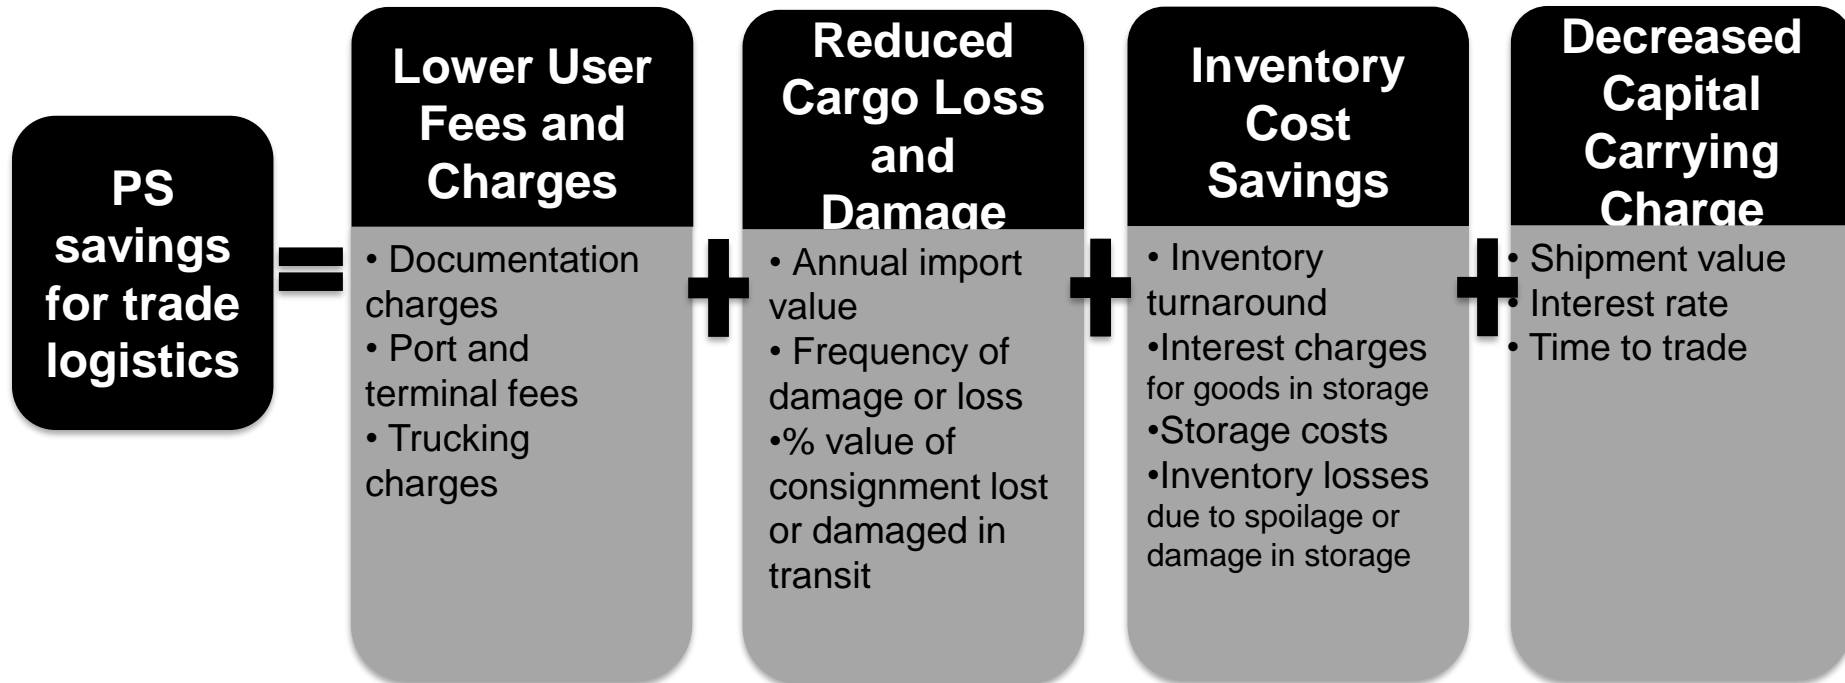 PS
savings
for trade
logistics
=
Lower User
Fees and
Charges
• Documentation
charges
• Port and
terminal fees
• Trucking
charges
+
Reduced
Cargo Loss
and
Damage
• Annual import
value
• Frequency of
damage or loss
•% value of
consignment lost
or damaged in
transit
+
Inventory
Cost
Savings
• Inventory
turnaround
•Interest charges
for goods in storage
•Storage costs
•Inventory losses
due to spoilage or
damage in storage
+
Decreased
Capital
Carrying
Charge
• Shipment value
• Interest rate
• Time to trade